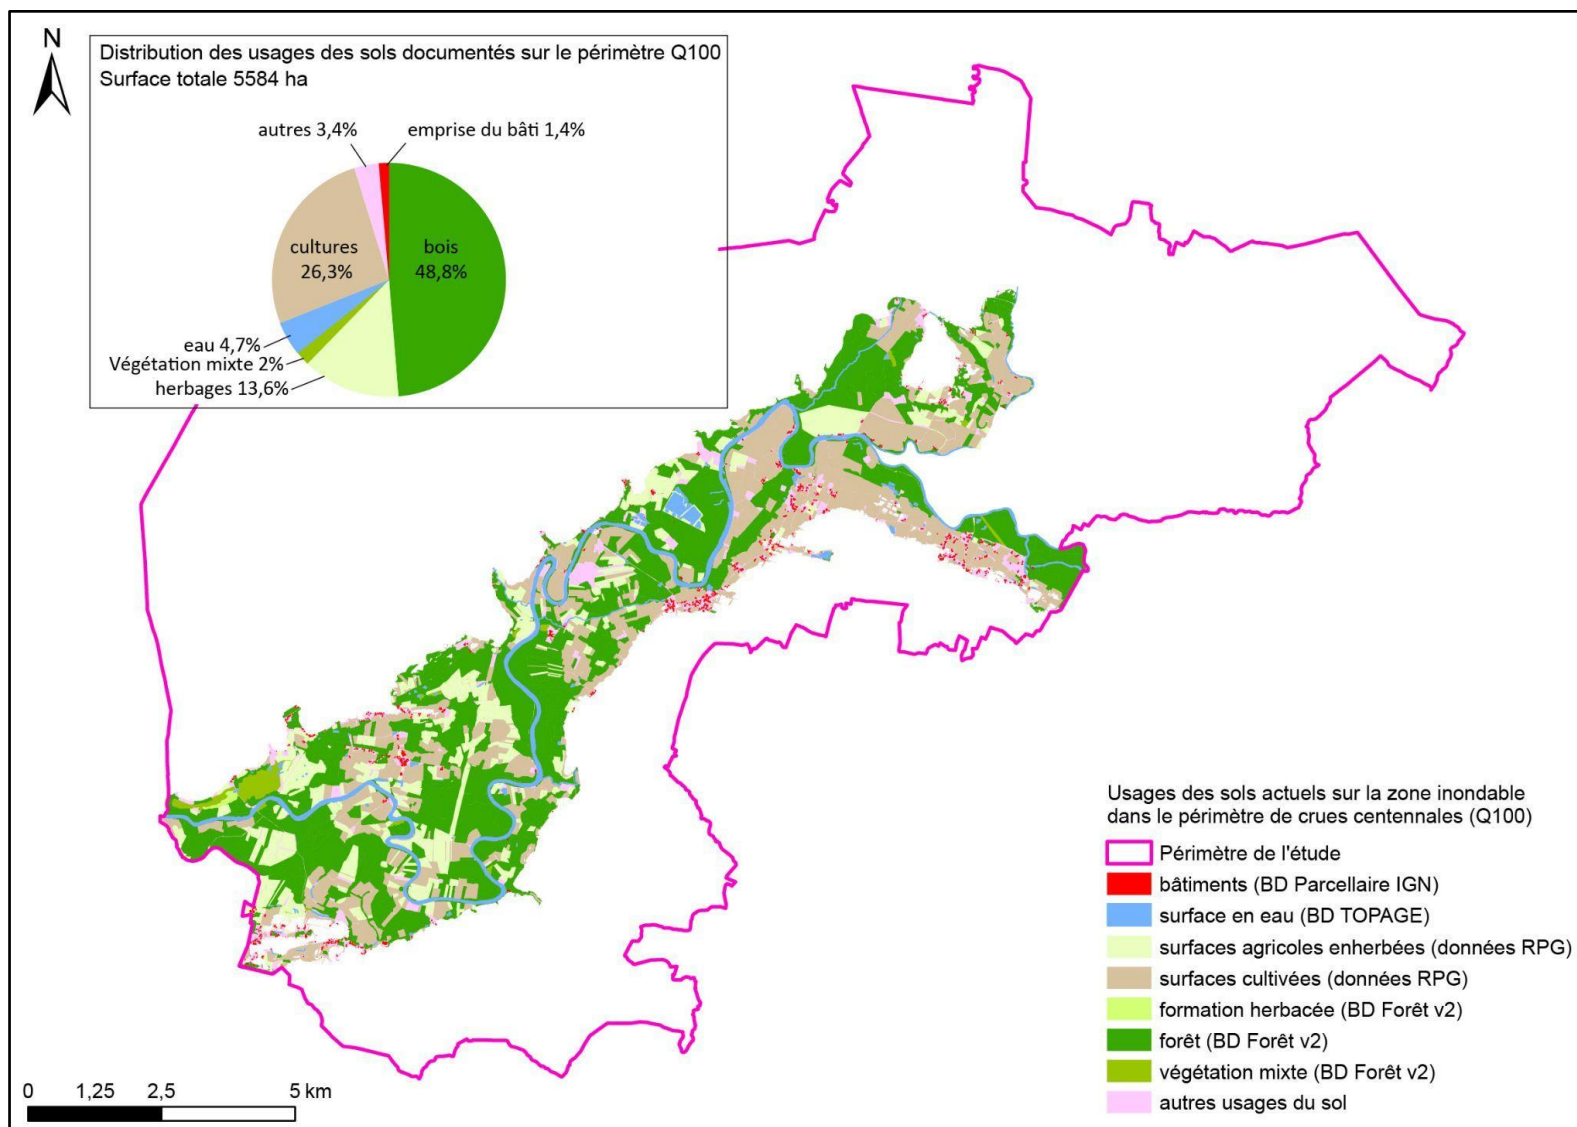 N
Distribution des usages des sols documentés sur le périmètre Q100
Surface totale 5584 ha
autres 3,4%
emprise du bâti 1,4%
cultures
26,3%
bois
48,8%
eau 4,7%
Végétation mixte 2%
herbages 13,6%
Usages des sols actuels sur la zone inondable
dans le périmètre de crues centennales (Q100)
Périmètre de l'étude
bâtiments (BD Parcellaire IGN)
surface en eau (BD TOPAGE)
surfaces agricoles enherbées (données RPG)
surfaces cultivées (données RPG)
formation herbacée (BD Forêt v2)
forêt (BD Forêt v2)
végétation mixte (BD Forêt v2)
autres usages du sol
0 1,25 2,5 5 km